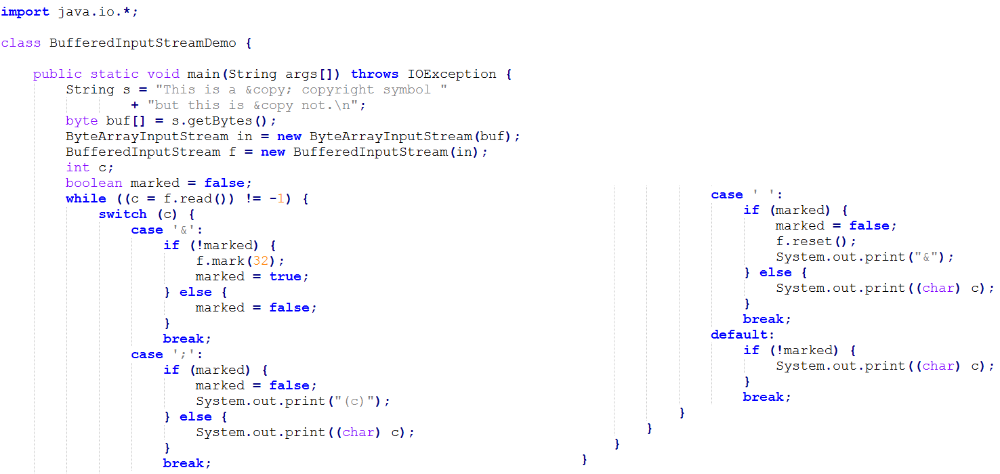 import java.io.*;
class BufferedInputStreamDemo {
public static void main(String args[]) throws IOException {
String s = "This is a &copy; copyright symbol "
+ "but this is &copy not.\n";
byte buf[] = s.getBytes();
ByteArrayInputStream in = new ByteArrayInputStream(buf);
BufferedInputStream f = new BufferedInputStream(in);
int c;
boolean marked = false;
while ((c = f.read()) != -1) {
switch (c) {
case '&':
if (!marked) {
f.mark(32);
marked = true;
} else {
marked = false;
}
break;
case ';':
if (marked) {
marked = false;
System.out.print("(c)");
} else {
System.out.print((char) c);
}
break;
case ' ':
if (marked) {
marked = false;
f.reset();
System.out.print("&");
} else {
System.out.print((char) c);
}
break;
default:
if (!marked) {
System.out.print((char) c);
}
break;
}
}
}
}